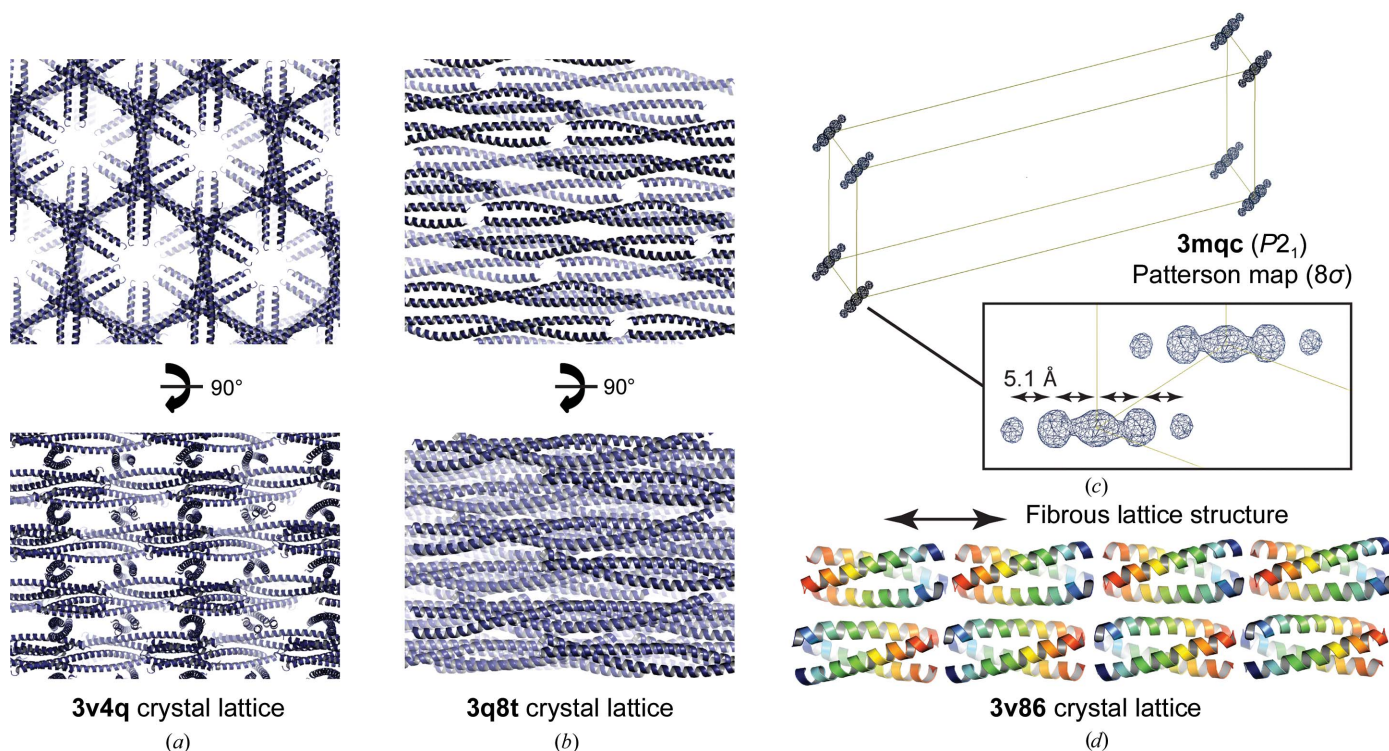 90°
3v4q crystal lattice
(a)
90°
3q8t crystal lattice
(b)
3mqc (P2₁)
Patterson map (8σ)
5.1 Å
(c)
Fibrous lattice structure
3v86 crystal lattice
(d)